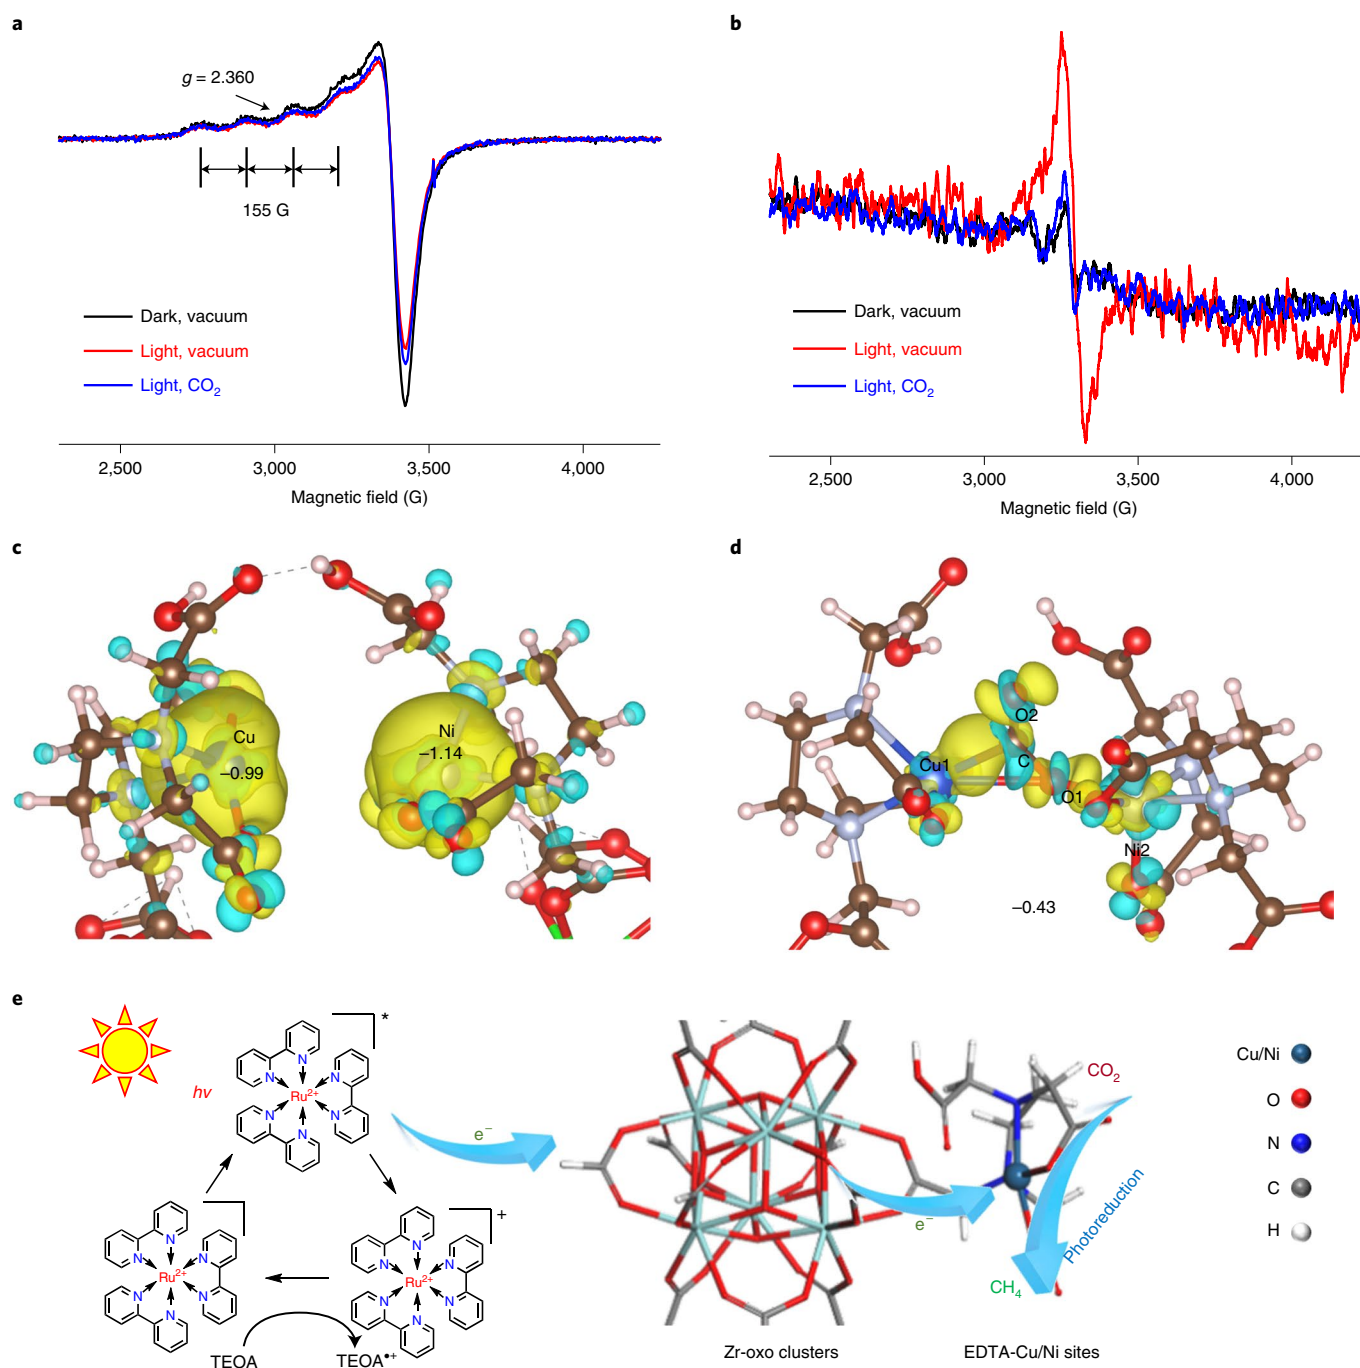 a
g = 2.360
155 G
Dark, vacuum
Light, vacuum
Light, CO₂
2,500 3,000 3,500 4,000
Magnetic field (G)
b
Dark, vacuum
Light, vacuum
Light, CO₂
2,500 3,000 3,500 4,000
Magnetic field (G)
c
Cu
−0.99
Ni
−1.14
d
O2
Cu1
C
O1
Ni2
−0.43
e
hν
*
N N
N Ru²⁺ N
N N
e⁻
N N
N Ru²⁺ N
N N
+
N N
N Ru²⁺ N
N N
TEOA TEOA•⁺
e⁻
CO₂
Photoreduction
CH₄
Zr-oxo clusters
EDTA-Cu/Ni sites
Cu/Ni
O
N
C
H